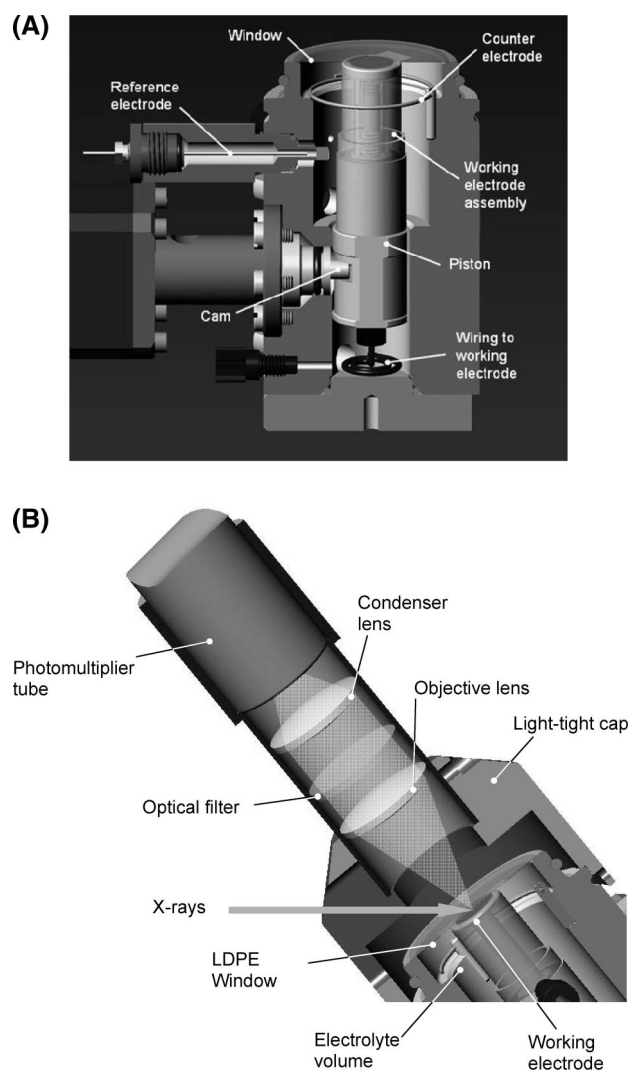 (A)
Window
Counter
electrode
Reference
electrode
Working
electrode
assembly
Piston
Cam
Wiring to
working
electrode
(B)
Condenser
lens
Photomultiplier
tube
Objective lens
Light-tight cap
Optical filter
X-rays
LDPE
Window
Electrolyte
volume
Working
electrode